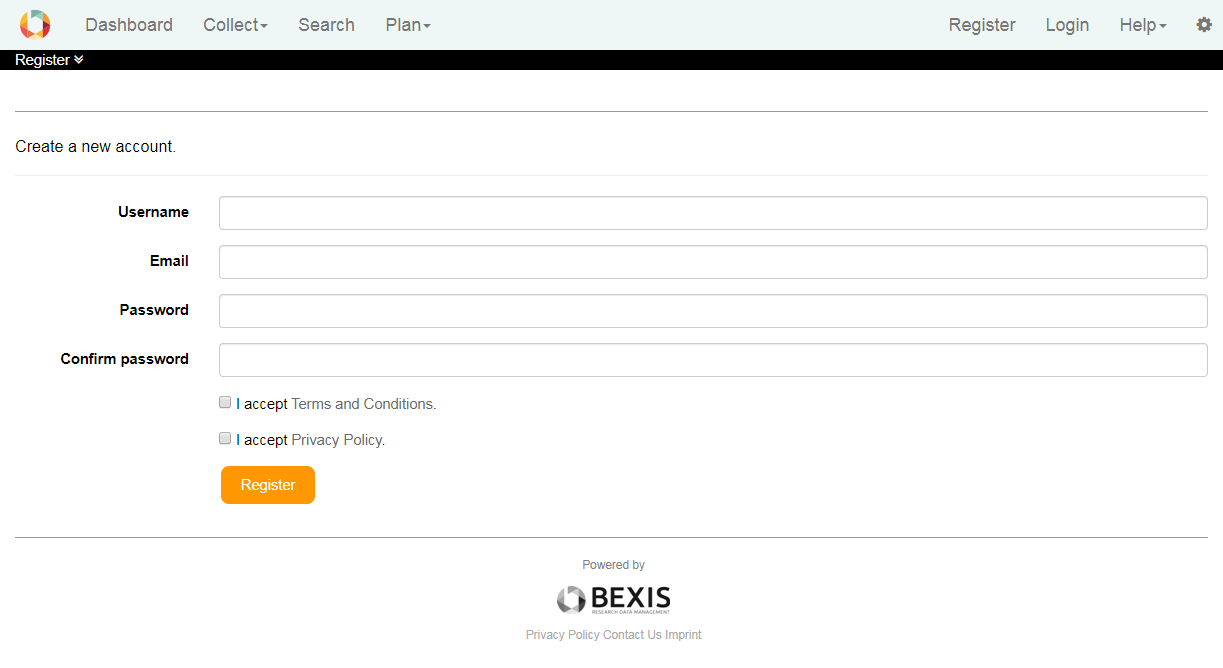 Dashboard Collect Search Plan Register Login Help
Register
Create a new account.
Username
Email
Password
Confirm password
I accept Terms and Conditions.
I accept Privacy Policy.
Register
Powered by
BEXIS
RESEARCH DATA MANAGEMENT
Privacy Policy Contact Us Imprint